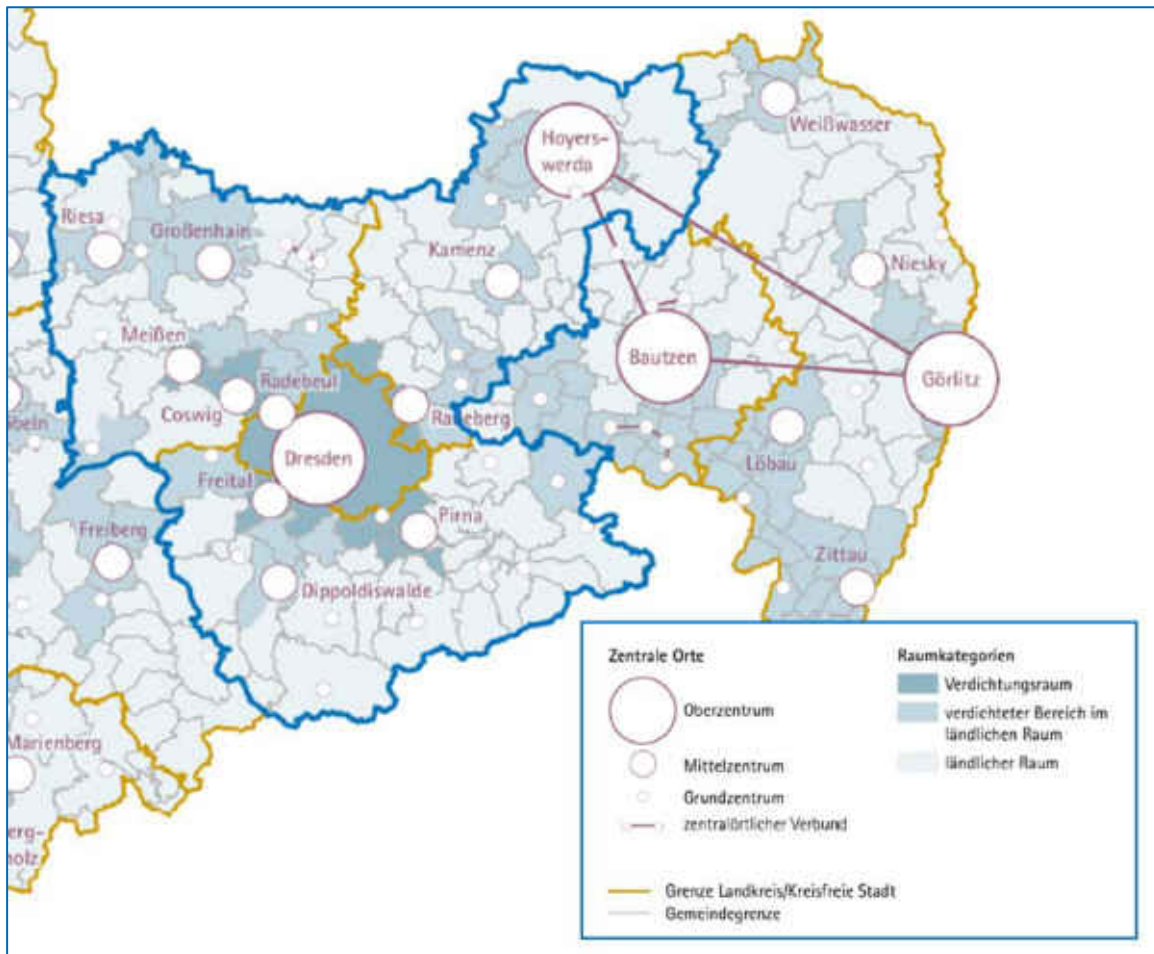 Hoyers-
werda
Weißwasser
Riesa
Großenhain
Kamenz
Niesky
Meißen
Bautzen
Görlitz
Radebeul
Coswig
Radeberg
Löbau
Dresden
Freital
Pirna
Freiberg
Zittau
Dippoldiswalde
Marienberg
Zentrale Orte
Oberzentrum
Mittelzentrum
Grundzentrum
zentralörtlicher Verbund
Grenze Landkreis/Kreisfreie Stadt
Gemeindegrenze
Raumkategorien
Verdichtungsraum
verdichteter Bereich im
ländlichen Raum
ländlicher Raum